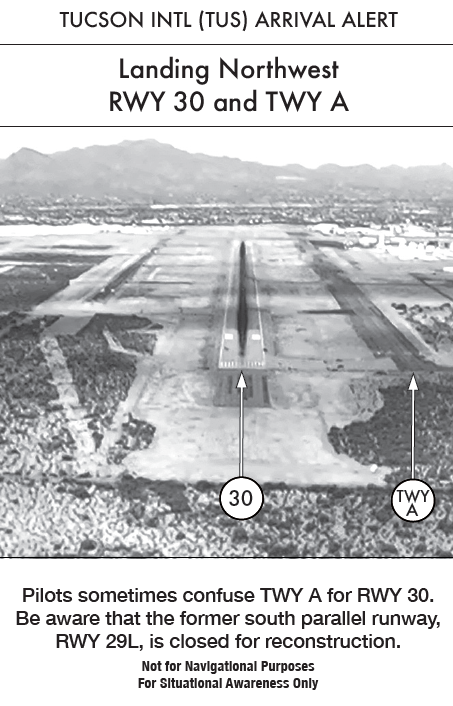 TUCSON INTL (TUS) ARRIVAL ALERT
Landing Northwest
RWY 30 and TWY A
30
TWY
A
Pilots sometimes confuse TWY A for RWY 30.
Be aware that the former south parallel runway,
RWY 29L, is closed for reconstruction.
Not for Navigational Purposes
For Situational Awareness Only